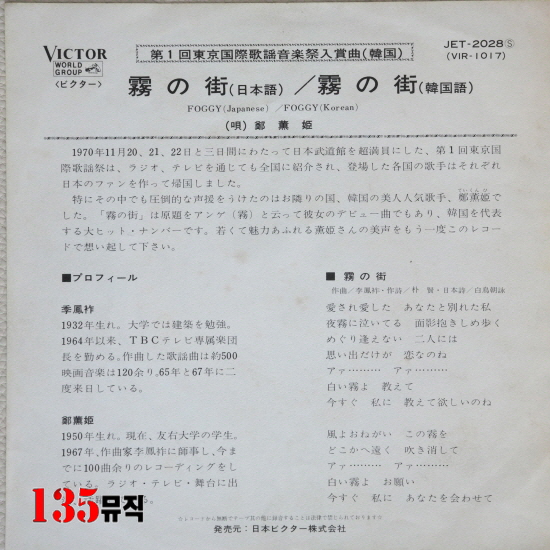 VICTOR
WORLD
GROUP
〈ビクター〉
第1回東京国際歌謡音楽祭入賞曲(韓国)
JET-2028Ⓢ
(VIR-1017)
霧の街(日本語)/霧の街(韓国語)
FOGGY(Japanese) /FOGGY(Korean)
(唄) 鄭薫姫
1970年11月20、21、22日と三日間にわたって日本武道館を超満員にした、第1回東京国
際歌謡祭は、ラジオ、テレビを通じても全国に紹介され、登場した各国の歌手はそれぞれ
日本のファンを作って帰国しました。
特にその中でも圧倒的な声援をうけたのはお隣りの国、韓国の美人人気歌手、鄭薫姫で
した。「霧の街」は原題をアンゲ(霧)と云って彼女のデビュー曲でもあり、韓国を代表
する大ヒット・ナンバーです。若くて魅力あふれる薫姫さんの美声をもう一度このレコー
ドで想い起して下さい。
■プロフィール
李鳳祚
1932年生れ。大学では建築を勉強。
1964年以来、TBCテレビ専属楽団
長を勤める。作曲した歌謡曲は約500
映画音楽は120余り。65年と67年に二
度来日している。
鄭薫姫
1950年生れ。現在、友右大学の学生。
1967年、作曲家李鳳祚に師事し、今ま
でに100曲余りのレコーディングをし
ている。ラジオ・テレビ・舞台に出
135뮤직
■ 霧の街
作曲/李鳳祚・作詩/朴 賢・日本詩/白鳥朝詠
愛され愛した あなたと別れた私
夜霧に泣いてる 面影抱きしめ歩く
めぐり逢えない 二人には
思い出だけが 恋なのね
アァ……… アァ………
白い霧よ 教えて
今すぐ 私に 教えて欲しいのね
風よおねがい この霧を
どこかへ遠く 吹き消して
アァ……… アァ………
白い霧よ お願い
今すぐ 私に あなたを会わせて
発売元:日本ビクター株式会社